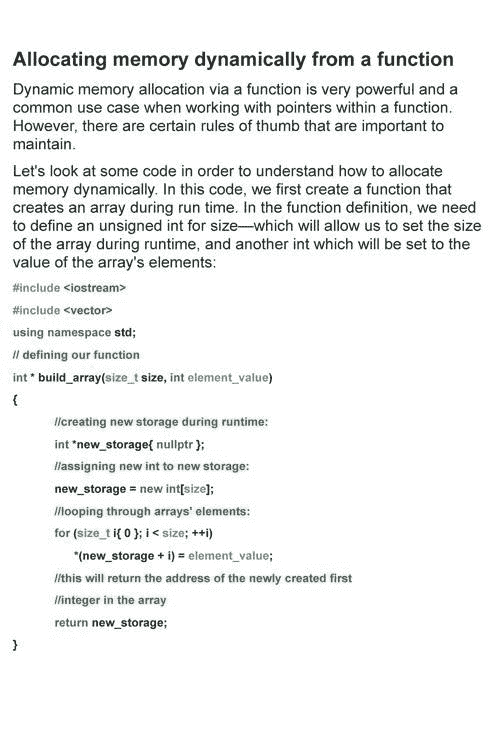 Allocating memory dynamically from a function
Dynamic memory allocation via a function is very powerful and a
common use case when working with pointers within a function.
However, there are certain rules of thumb that are important to
maintain.
Let's look at some code in order to understand how to allocate
memory dynamically. In this code, we first create a function that
creates an array during run time. In the function definition, we need
to define an unsigned int for size—which will allow us to set the size
of the array during runtime, and another int which will be set to the
value of the array's elements:
#include <iostream>
#include <vector>
using namespace std;
// defining our function
int * build_array(size_t size, int element_value)
{
//creating new storage during runtime:
int *new_storage{ nullptr };
//assigning new int to new storage:
new_storage = new int[size];
//looping through arrays' elements:
for (size_t i{ 0 }; i < size; ++i)
*(new_storage + i) = element_value;
//this will return the address of the newly created first
//integer in the array
return new_storage;
}